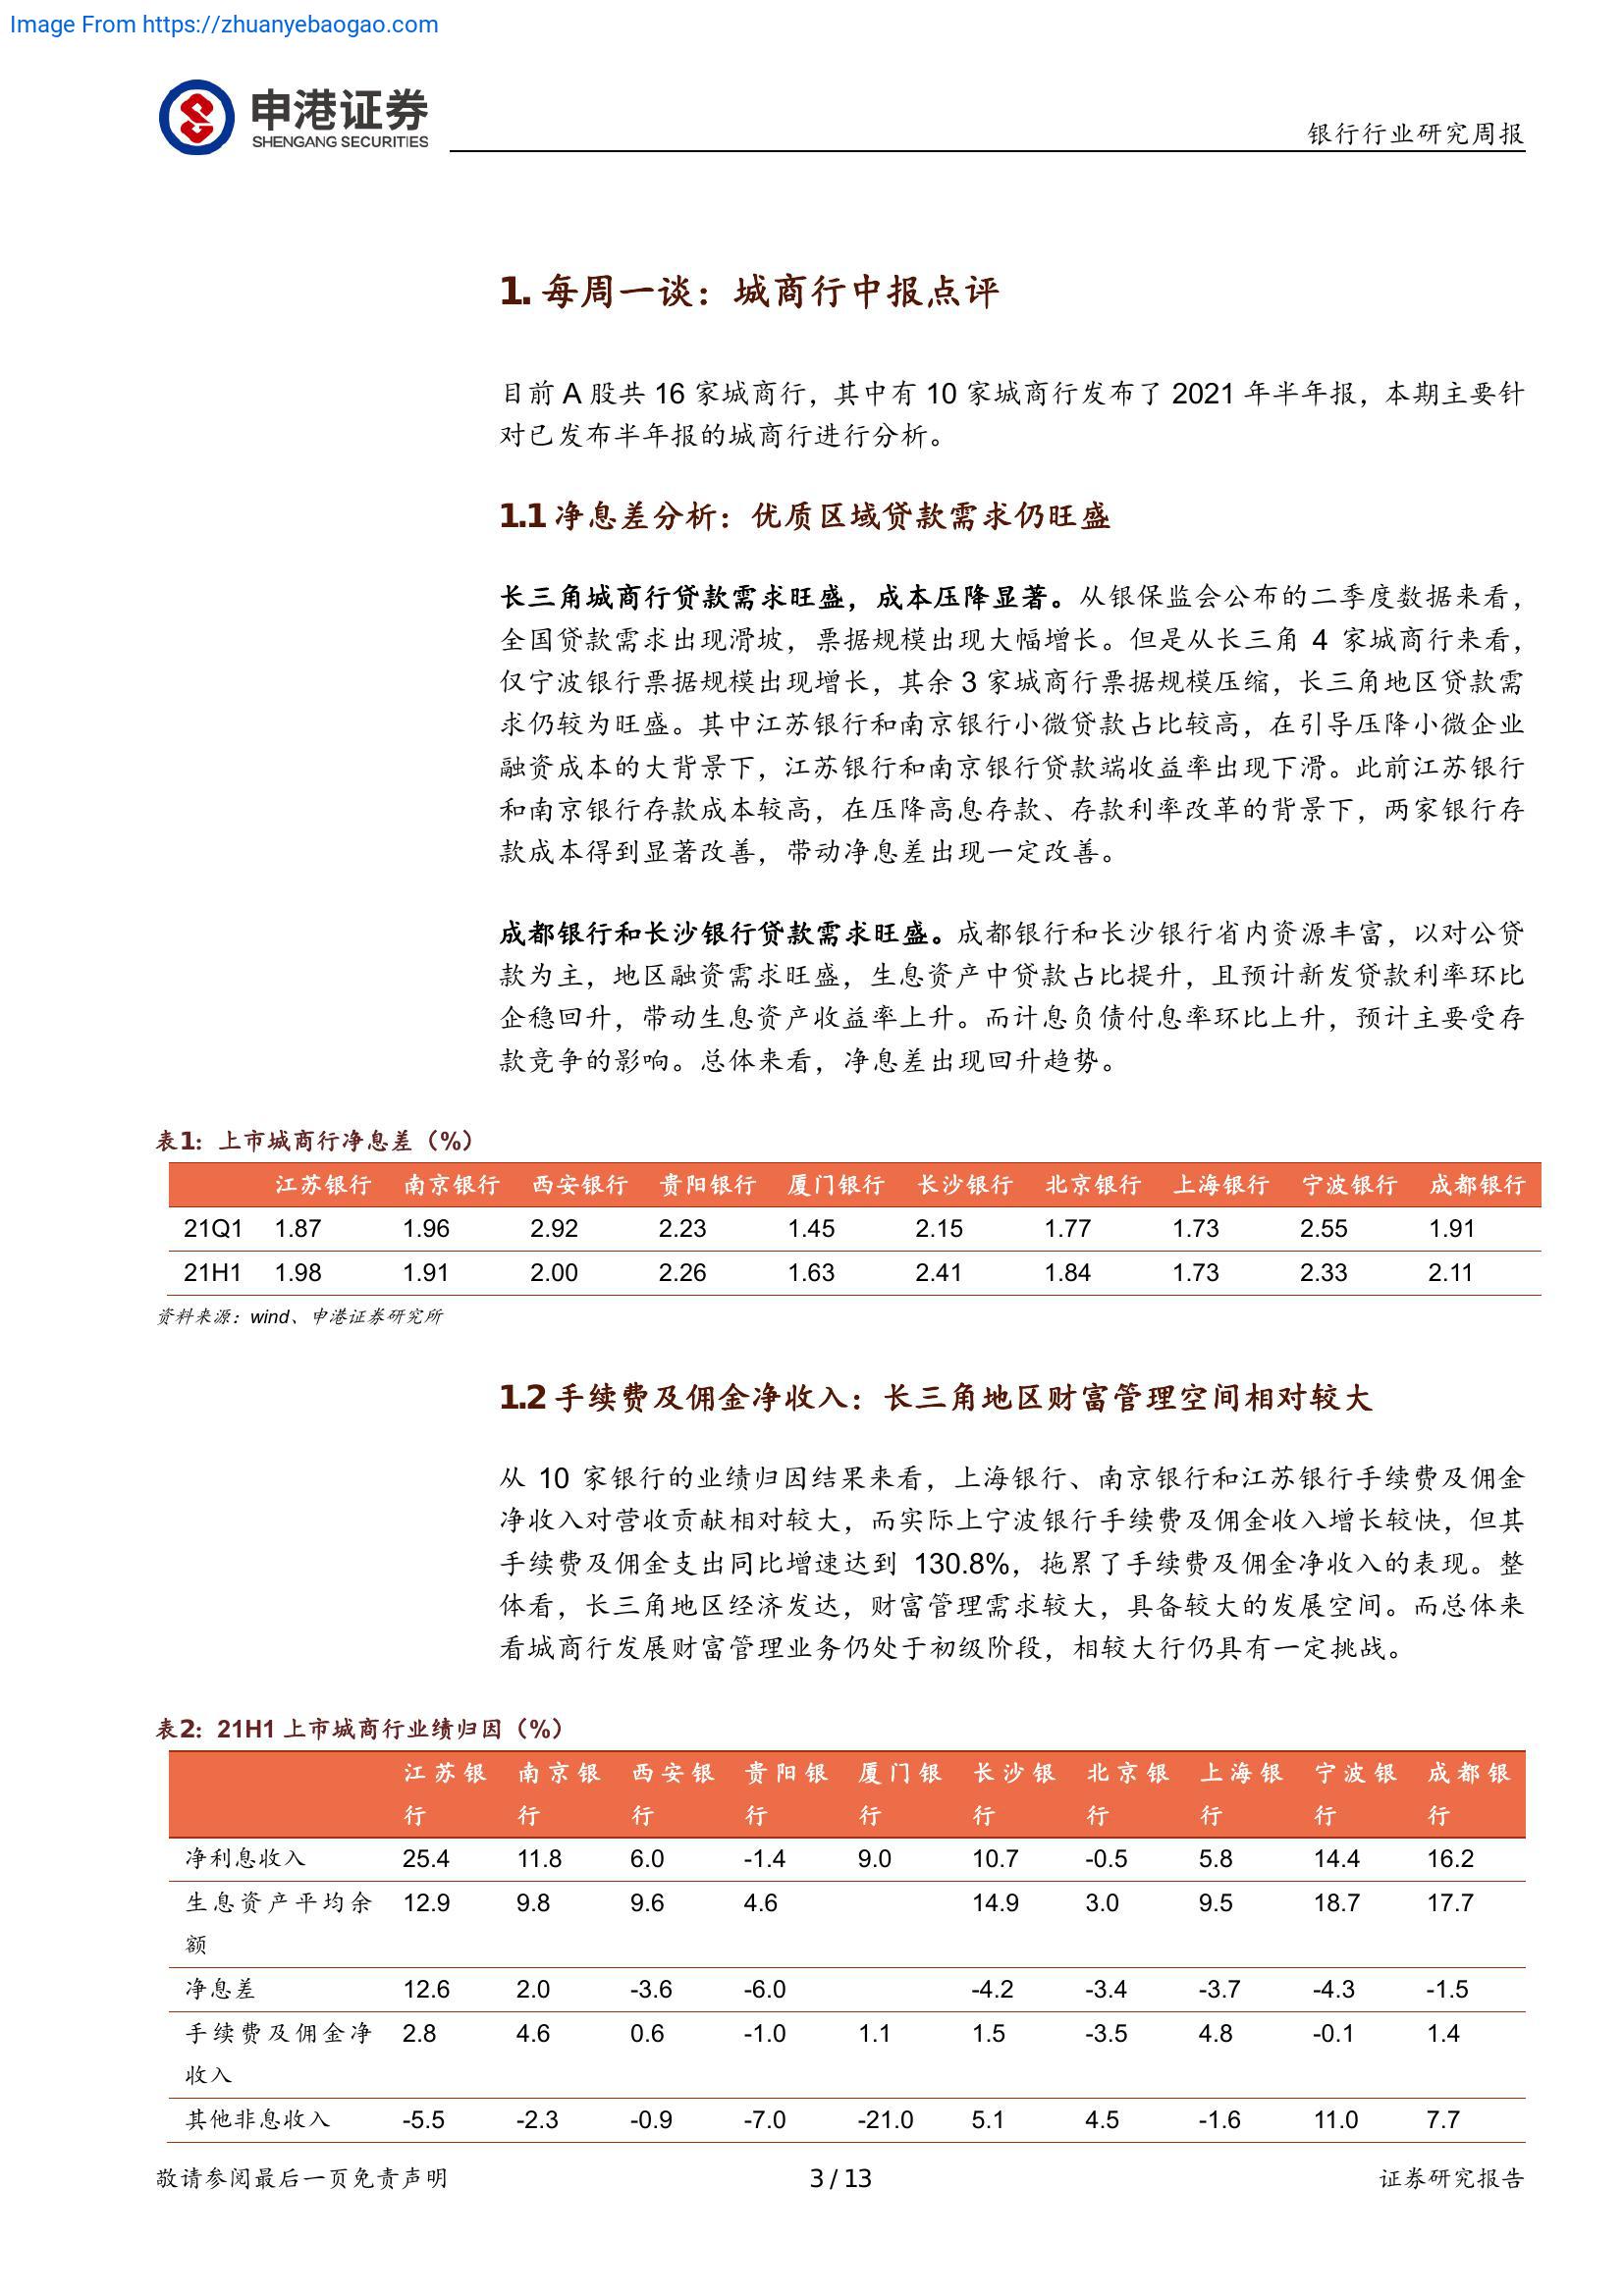 Image From https://zhuanyebaogao.com
申港证券
SHENGANG SECURITIES
银行行业研究周报
1. 每周一谈：城商行中报点评
目前 A 股共 16 家城商行，其中有 10 家城商行发布了 2021 年半年报，本期主要针
对已发布半年报的城商行进行分析。
1.1 净息差分析：优质区域贷款需求仍旺盛
长三角城商行贷款需求旺盛，成本压降显著。从银保监会公布的二季度数据来看，
全国贷款需求出现滑坡，票据规模出现大幅增长。但是从长三角 4 家城商行来看，
仅宁波银行票据规模出现增长，其余 3 家城商行票据规模压缩，长三角地区贷款需
求仍较为旺盛。其中江苏银行和南京银行小微贷款占比较高，在引导压降小微企业
融资成本的大背景下，江苏银行和南京银行贷款端收益率出现下滑。此前江苏银行
和南京银行存款成本较高，在压降高息存款、存款利率改革的背景下，两家银行存
款成本得到显著改善，带动净息差出现一定改善。
成都银行和长沙银行贷款需求旺盛。成都银行和长沙银行省内资源丰富，以对公贷
款为主，地区融资需求旺盛，生息资产中贷款占比提升，且预计新发贷款利率环比
企稳回升，带动生息资产收益率上升。而计息负债付息率环比上升，预计主要受存
款竞争的影响。总体来看，净息差出现回升趋势。
表1：上市城商行净息差（%）
江苏银行 南京银行 西安银行 贵阳银行 厦门银行 长沙银行 北京银行 上海银行 宁波银行 成都银行
21Q1 1.87 1.96 2.92 2.23 1.45 2.15 1.77 1.73 2.55 1.91
21H1 1.98 1.91 2.00 2.26 1.63 2.41 1.84 1.73 2.33 2.11
资料来源：wind、申港证券研究所
1.2 手续费及佣金净收入：长三角地区财富管理空间相对较大
从 10 家银行的业绩归因结果来看，上海银行、南京银行和江苏银行手续费及佣金
净收入对营收贡献相对较大，而实际上宁波银行手续费及佣金收入增长较快，但其
手续费及佣金支出同比增速达到 130.8%，拖累了手续费及佣金净收入的表现。整
体看，长三角地区经济发达，财富管理需求较大，具备较大的发展空间。而总体来
看城商行发展财富管理业务仍处于初级阶段，相较大行仍具有一定挑战。
表2：21H1 上市城商行业绩归因（%）
江苏银 南京银 西安银 贵阳银 厦门银 长沙银 北京银 上海银 宁波银 成都银
行 行 行 行 行 行 行 行 行 行
净利息收入 25.4 11.8 6.0 -1.4 9.0 10.7 -0.5 5.8 14.4 16.2
生息资产平均余 12.9 9.8 9.6 4.6 14.9 3.0 9.5 18.7 17.7
额
净息差 12.6 2.0 -3.6 -6.0 -4.2 -3.4 -3.7 -4.3 -1.5
手续费及佣金净 2.8 4.6 0.6 -1.0 1.1 1.5 -3.5 4.8 -0.1 1.4
收入
其他非息收入 -5.5 -2.3 -0.9 -7.0 -21.0 5.1 4.5 -1.6 11.0 7.7
敬请参阅最后一页免责声明 3 / 13 证券研究报告